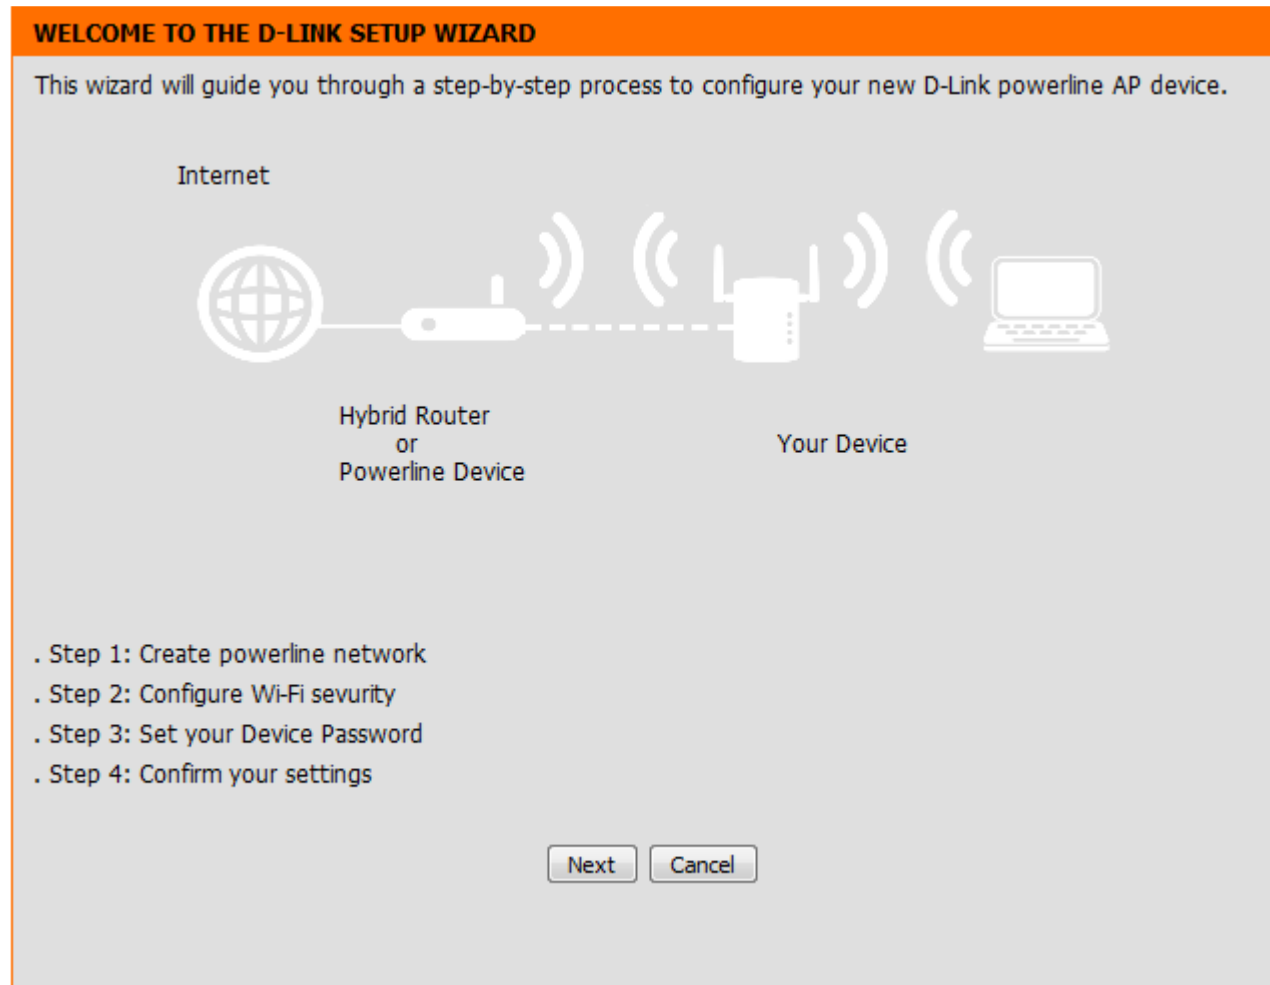 WELCOME TO THE D-LINK SETUP WIZARD
This wizard will guide you through a step-by-step process to configure your new D-Link powerline AP device.
Internet
Hybrid Router
or
Powerline Device
Your Device
. Step 1: Create powerline network
. Step 2: Configure Wi-Fi sevurity
. Step 3: Set your Device Password
. Step 4: Confirm your settings
Next Cancel